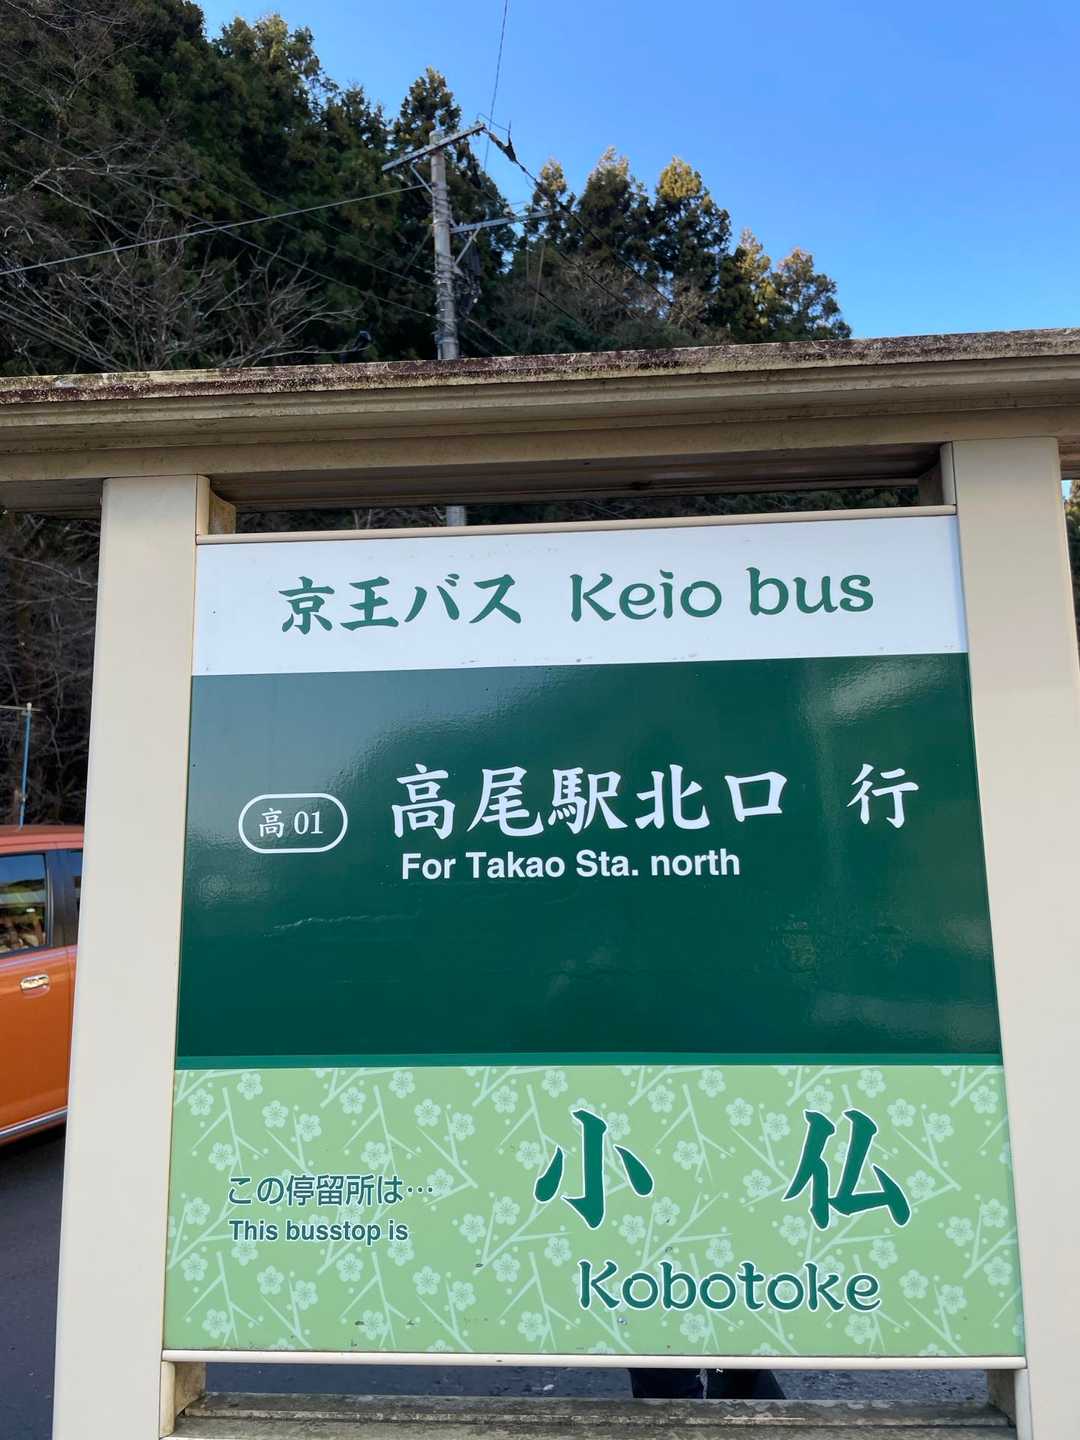 京王バス Keio bus
高01 高尾駅北口 行
For Takao Sta. north
この停留所は…
This busstop is
小仏
Kobotoke